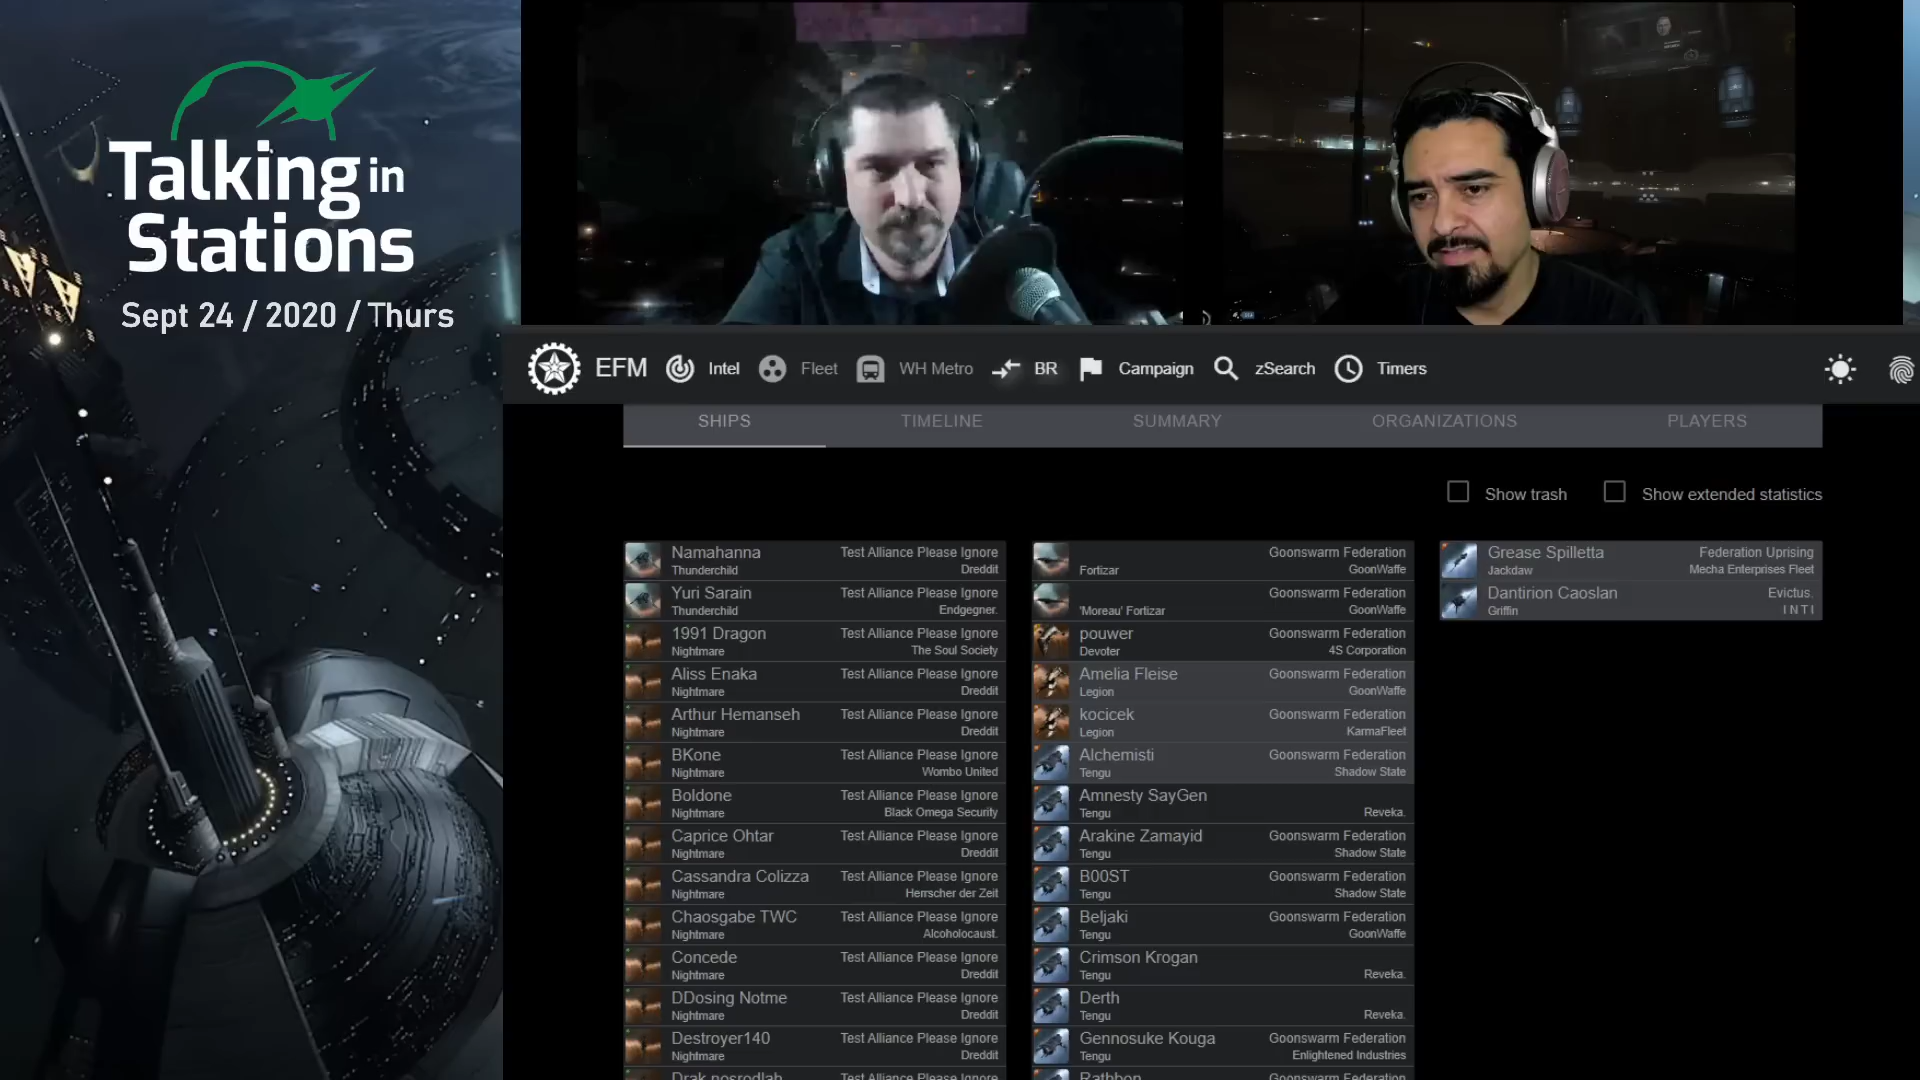 Talking in
Stations
Sept 24 / 2020 / Thurs
EFM Intel Fleet WH Metro BR Campaign zSearch Timers
SHIPS TIMELINE SUMMARY ORGANIZATIONS PLAYERS
Show trash Show extended statistics
Namahanna Test Alliance Please Ignore
Thunderchild Dreddit
Yuri Sarain Test Alliance Please Ignore
Thunderchild Endgegner.
1991 Dragon Test Alliance Please Ignore
Nightmare The Soul Society
Aliss Enaka Test Alliance Please Ignore
Nightmare Dreddit
Arthur Hemanseh Test Alliance Please Ignore
Nightmare Dreddit
BKone Test Alliance Please Ignore
Nightmare Wombo United
Boldone Test Alliance Please Ignore
Nightmare Black Omega Security
Caprice Ohtar Test Alliance Please Ignore
Nightmare Dreddit
Cassandra Colizza Test Alliance Please Ignore
Nightmare Herrscher der Zeit
Chaosgabe TWC Test Alliance Please Ignore
Nightmare Alcoholocaust.
Concede Test Alliance Please Ignore
Nightmare Dreddit
DDosing Notme Test Alliance Please Ignore
Nightmare Dreddit
Destroyer140 Test Alliance Please Ignore
Nightmare Dreddit
Drak nosrodlah Test Alliance Please Ignore
Goonswarm Federation
Fortizar GoonWaffe
Goonswarm Federation
'Moreau' Fortizar GoonWaffe
pouwer Goonswarm Federation
Devoter 4S Corporation
Amelia Fleise Goonswarm Federation
Legion GoonWaffe
kocicek Goonswarm Federation
Legion KarmaFleet
Alchemisti Goonswarm Federation
Tengu Shadow State
Amnesty SayGen
Tengu Reveka.
Arakine Zamayid Goonswarm Federation
Tengu Shadow State
B00ST Goonswarm Federation
Tengu Shadow State
Beljaki Goonswarm Federation
Tengu GoonWaffe
Crimson Krogan
Tengu Reveka.
Derth
Tengu Reveka.
Gennosuke Kouga Goonswarm Federation
Tengu Enlightened Industries
Rathbon Goonswarm Federation
Grease Spilletta Federation Uprising
Jackdaw Mecha Enterprises Fleet
Dantirion Caoslan Evictus.
Griffin I N T I